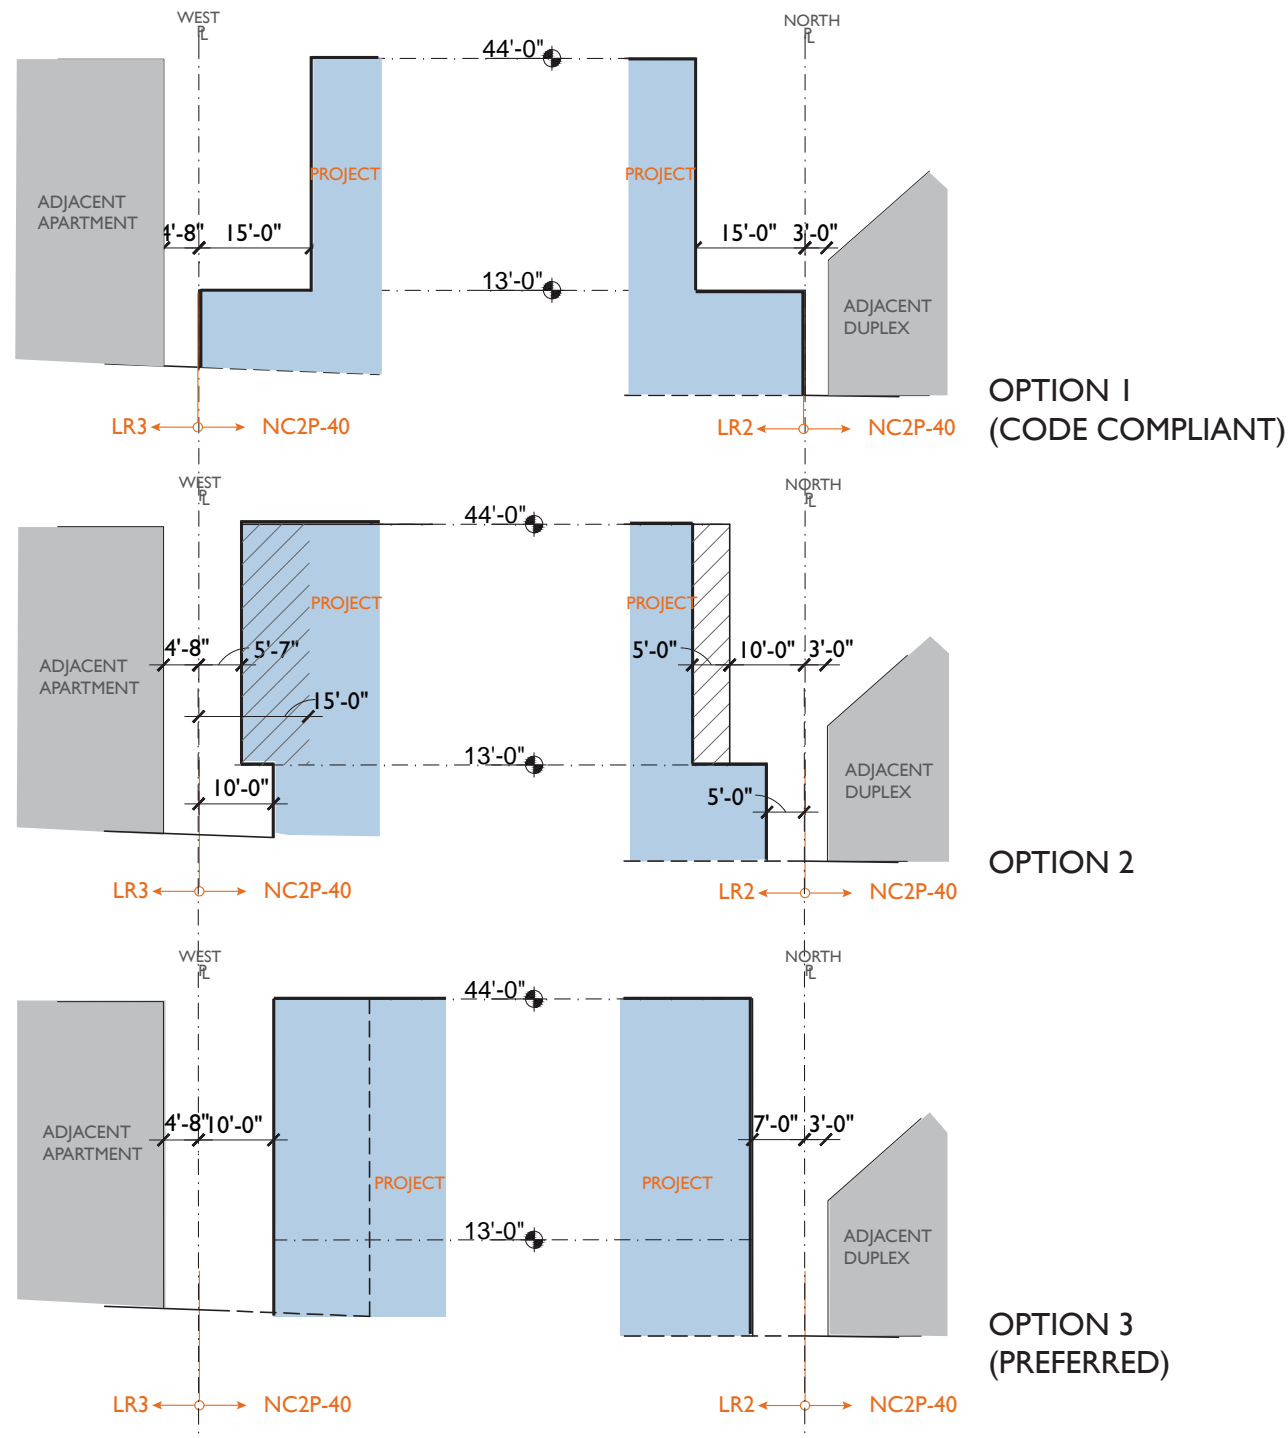 WEST
PL
NORTH
PL
44'-0"
PROJECT
PROJECT
ADJACENT
APARTMENT
4'-8"
15'-0"
15'-0"
3'-0"
13'-0"
ADJACENT
DUPLEX
OPTION 1
(CODE COMPLIANT)
LR3
NC2P-40
LR2
NC2P-40
WEST
PL
NORTH
PL
44'-0"
PROJECT
PROJECT
4'-8"
5'-7"
5'-0"
10'-0"
3'-0"
ADJACENT
APARTMENT
15'-0"
13'-0"
ADJACENT
DUPLEX
10'-0"
5'-0"
OPTION 2
LR3
NC2P-40
LR2
NC2P-40
WEST
PL
NORTH
PL
44'-0"
4'-8"
10'-0"
7'-0"
3'-0"
ADJACENT
APARTMENT
PROJECT
PROJECT
13'-0"
ADJACENT
DUPLEX
OPTION 3
(PREFERRED)
LR3
NC2P-40
LR2
NC2P-40